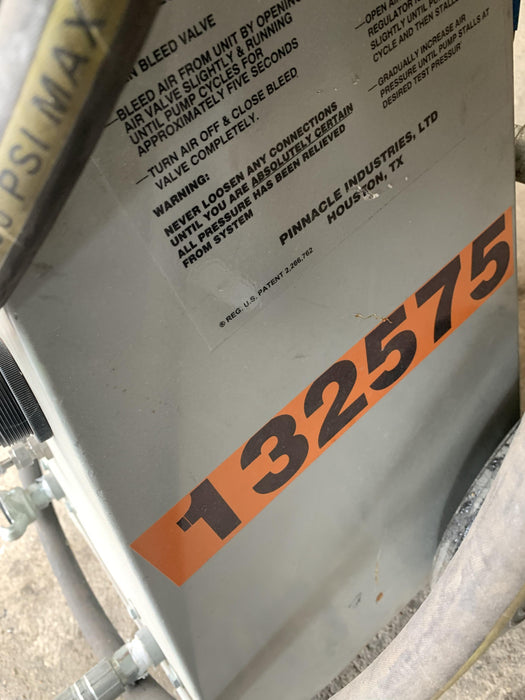 BLEED VALVE
—BLEED AIR FROM UNIT BY OPENING
AIR VALVE SLIGHTLY & RUNNING
UNTIL PUMP CYCLES FOR
APPROXIMATELY FIVE SECONDS
—TURN AIR OFF & CLOSE BLEED
VALVE COMPLETELY.
WARNING:
NEVER LOOSEN ANY CONNECTIONS
UNTIL YOU ARE ABSOLUTELY CERTAIN
ALL PRESSURE HAS BEEN RELIEVED
FROM SYSTEM
OPEN AIR
REGULATOR
SLIGHTLY UNTIL
CYCLE AND THEN STALLS
—GRADUALLY INCREASE AIR
PRESSURE UNTIL PUMP STALLS AT
DESIRED TEST PRESSUR
PINNACLE INDUSTRIES, LTD
HOUSTON, TX
® REG. U.S. PATENT 2,266,762
132575
PSI MAX